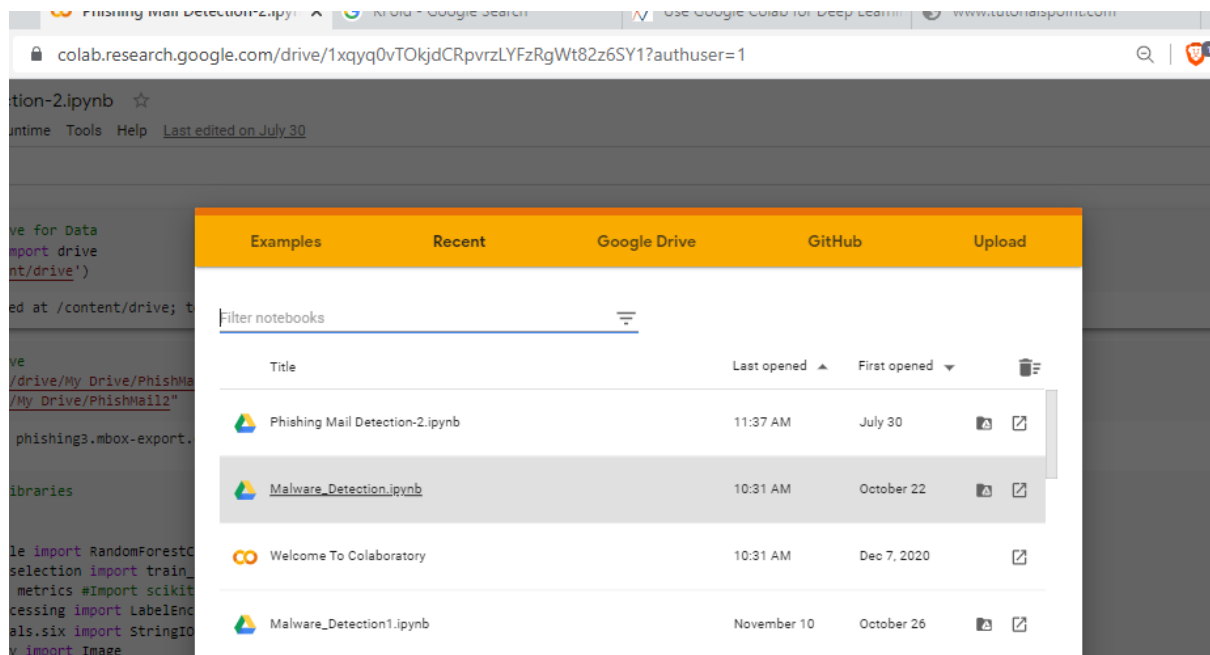 Phishing Mail Detection-2.ipy
Google Search
Use Google Colab for Deep Learni
www.tutorialspoint.com
colab.research.google.com/drive/1xqyq0vTOkjdCRpvrzLYFzRgWt82z6SY1?authuser=1
tion-2.ipynb
untime Tools Help Last edited on July 30
ve for Data
mport drive
nt/drive')
ed at /content/drive; t
ve
/drive/My Drive/PhishMa
/My Drive/PhishMail2"
phishing3.mbox-export.
ibraries
le import RandomForestC
selection import train_
metrics #Import scikit
cessing import LabelEnc
als.six import StringIO
y import Image
Examples Recent Google Drive GitHub Upload
Filter notebooks
Title Last opened First opened
Phishing Mail Detection-2.ipynb 11:37 AM July 30
Malware_Detection.ipynb 10:31 AM October 22
Welcome To Colaboratory 10:31 AM Dec 7, 2020
Malware_Detection1.ipynb November 10 October 26